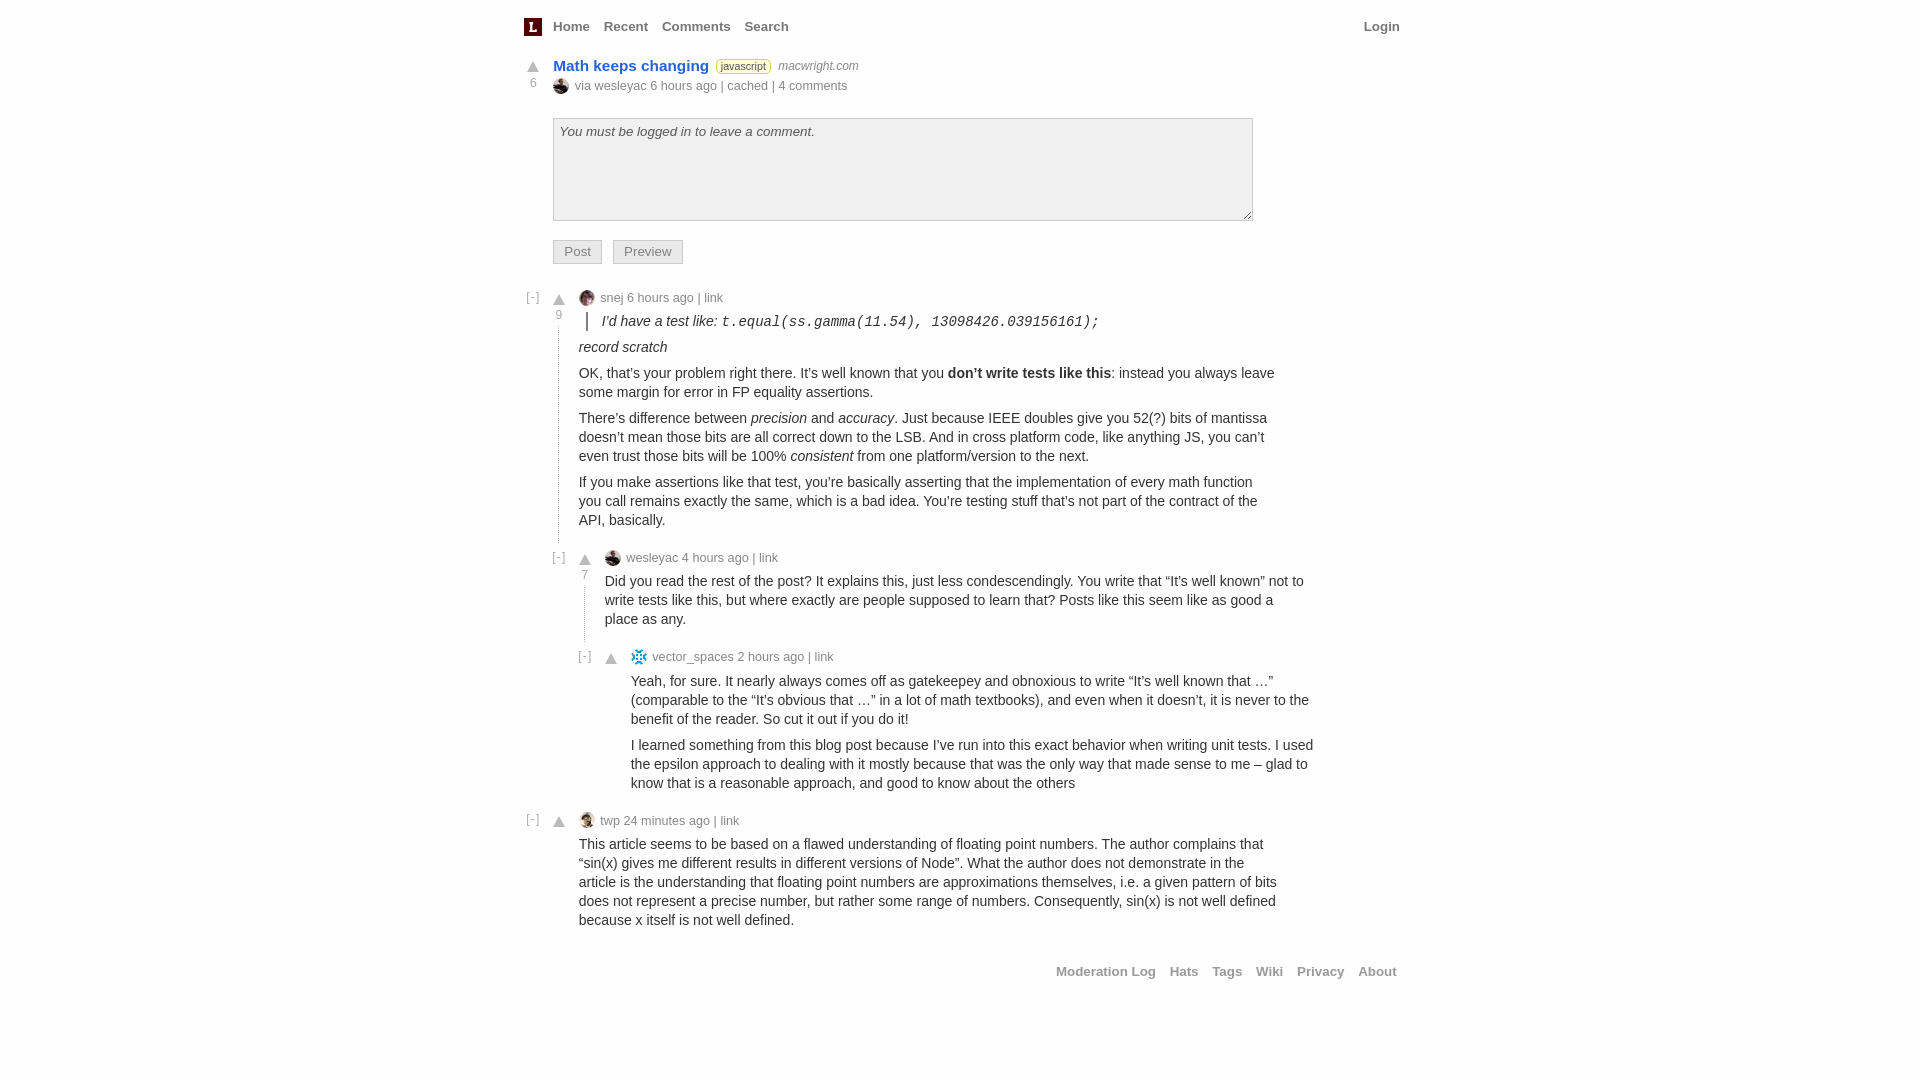 L Home Recent Comments Search Login
Math keeps changing javascript macwright.com
6
via wesleyac 6 hours ago | cached | 4 comments
You must be logged in to leave a comment.
Post Preview
[-] snej 6 hours ago | link
9
I’d have a test like: t.equal(ss.gamma(11.54), 13098426.039156161);
record scratch
OK, that’s your problem right there. It’s well known that you don’t write tests like this: instead you always leave
some margin for error in FP equality assertions.
There’s difference between precision and accuracy. Just because IEEE doubles give you 52(?) bits of mantissa
doesn’t mean those bits are all correct down to the LSB. And in cross platform code, like anything JS, you can’t
even trust those bits will be 100% consistent from one platform/version to the next.
If you make assertions like that test, you’re basically asserting that the implementation of every math function
you call remains exactly the same, which is a bad idea. You’re testing stuff that’s not part of the contract of the
API, basically.
[-] wesleyac 4 hours ago | link
7
Did you read the rest of the post? It explains this, just less condescendingly. You write that “It’s well known” not to
write tests like this, but where exactly are people supposed to learn that? Posts like this seem like as good a
place as any.
[-] vector_spaces 2 hours ago | link
Yeah, for sure. It nearly always comes off as gatekeepey and obnoxious to write “It’s well known that …”
(comparable to the “It’s obvious that …” in a lot of math textbooks), and even when it doesn’t, it is never to the
benefit of the reader. So cut it out if you do it!
I learned something from this blog post because I’ve run into this exact behavior when writing unit tests. I used
the epsilon approach to dealing with it mostly because that was the only way that made sense to me – glad to
know that is a reasonable approach, and good to know about the others
[-] twp 24 minutes ago | link
This article seems to be based on a flawed understanding of floating point numbers. The author complains that
“sin(x) gives me different results in different versions of Node”. What the author does not demonstrate in the
article is the understanding that floating point numbers are approximations themselves, i.e. a given pattern of bits
does not represent a precise number, but rather some range of numbers. Consequently, sin(x) is not well defined
because x itself is not well defined.
Moderation Log Hats Tags Wiki Privacy About